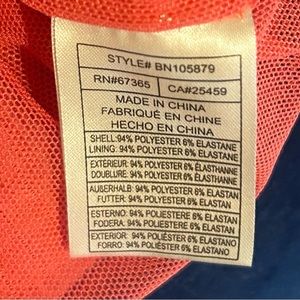 STYLE# BN105879
RN#67365 CA#25459
MADE IN CHINA
FABRIQUÉ EN CHINE
HECHO EN CHINA
SHELL: 94% POLYESTER 6% ELASTANE
LINING: 94% POLYESTER 6% ELASTANE
EXTÉRIEUR: 94% POLYESTER 6% ÉLASTHANNE
DOUBLURE: 94% POLYESTER 6% ÉLASTHANNE
AUßERHALB: 94% POLYESTER 6% ELASTAN
FUTTER: 94% POLYESTER 6% ELASTAN
ESTERNO: 94% POLIESTERE 6% ELASTAN
FODERA: 94% POLIESTERE 6% ELASTAN
EXTERIOR: 94% POLIÉSTER 6% ELASTANO
FORRO: 94% POLIÉSTER 6% ELASTANO